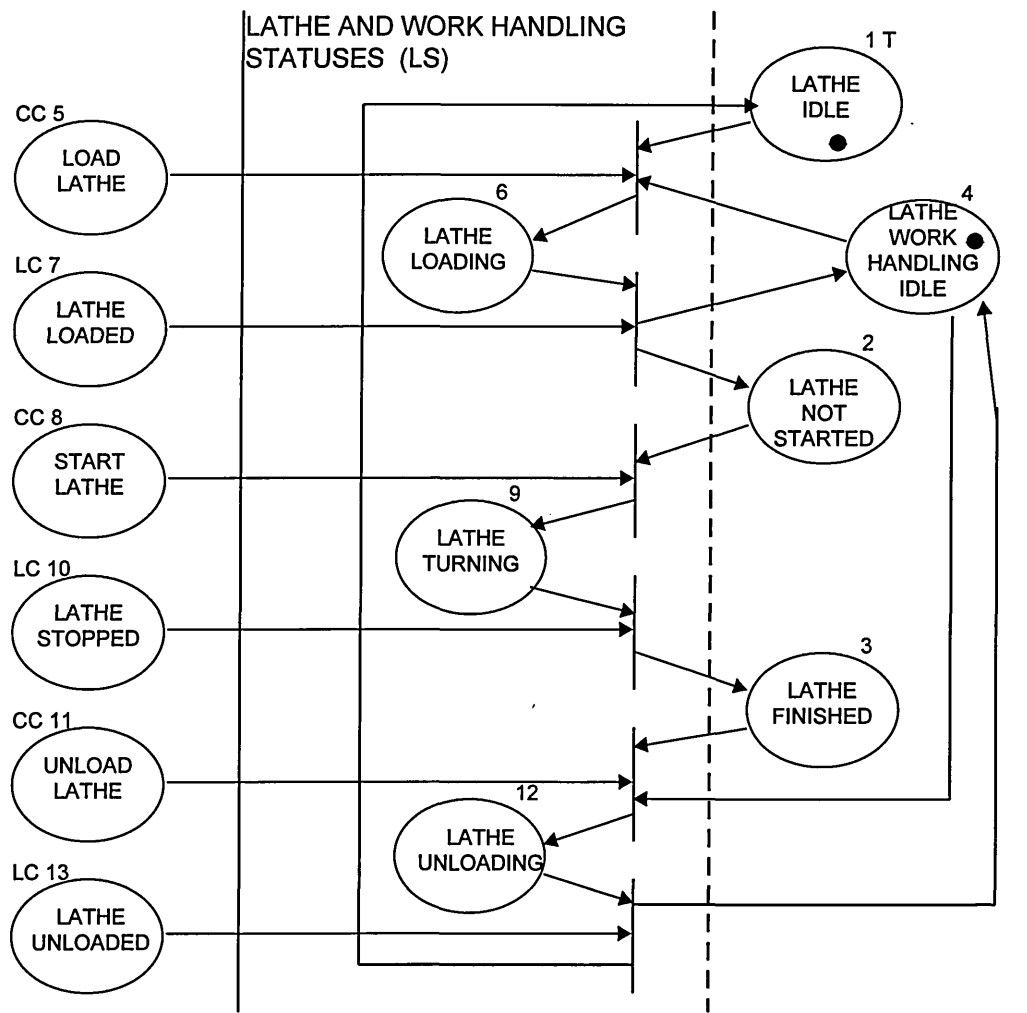 LATHE AND WORK HANDLING
STATUSES (LS)
1 T
LATHE
IDLE
CC 5
LOAD
LATHE
6
LATHE
LOADING
4
LATHE
WORK
HANDLING
IDLE
LC 7
LATHE
LOADED
2
LATHE
NOT
STARTED
CC 8
START
LATHE
9
LATHE
TURNING
LC 10
LATHE
STOPPED
3
LATHE
FINISHED
CC 11
UNLOAD
LATHE
12
LATHE
UNLOADING
LC 13
LATHE
UNLOADED